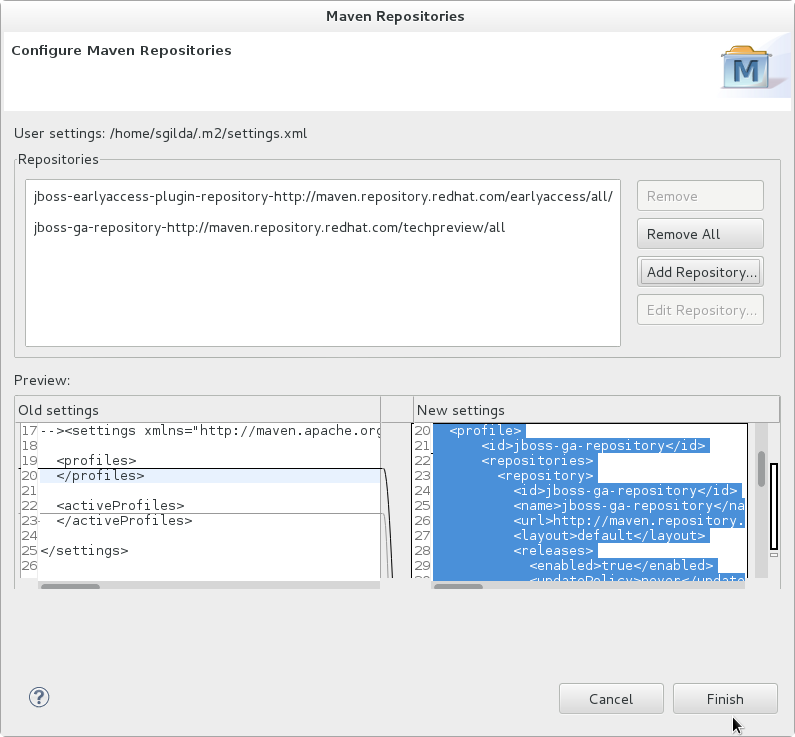 Maven Repositories
Configure Maven Repositories
M
User settings: /home/sgilda/.m2/settings.xml
Repositories
jboss-earlyaccess-plugin-repository-http://maven.repository.redhat.com/earlyaccess/all/
jboss-ga-repository-http://maven.repository.redhat.com/techpreview/all
Remove
Remove All
Add Repository...
Edit Repository...
Preview:
Old settings
17 --><settings xmlns="http://maven.apache.org
18
19 <profiles>
20 </profiles>
21
22 <activeProfiles>
23 </activeProfiles>
24
25 </settings>
26
New settings
20 <profile>
21 <id>jboss-ga-repository</id>
22 <repositories>
23 <repository>
24 <id>jboss-ga-repository</id>
25 <name>jboss-ga-repository</na
26 <url>http://maven.repository.
27 <layout>default</layout>
28 <releases>
29 <enabled>true</enabled>
<updatePolicy>never</update
?
Cancel
Finish